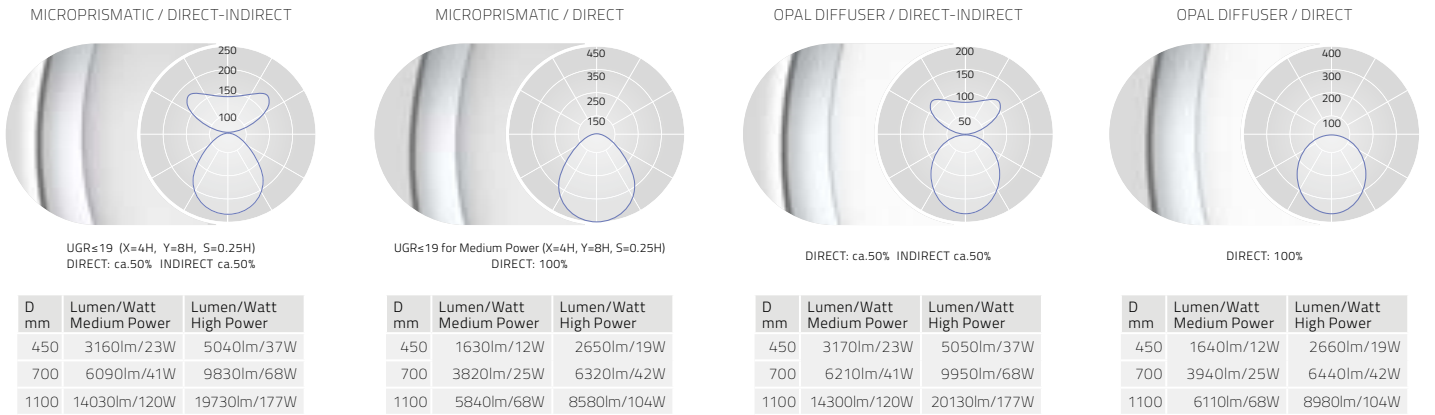 MICROPRISMATIC / DIRECT-INDIRECT
250
200
150
100
UGR≤19 (X=4H, Y=8H, S=0.25H)
DIRECT: ca.50% INDIRECT ca.50%
D mm Lumen/Watt Medium Power Lumen/Watt High Power
450 3160lm/23W 5040lm/37W
700 6090lm/41W 9830lm/68W
1100 14030lm/120W 19730lm/177W
MICROPRISMATIC / DIRECT
450
350
250
150
UGR≤19 for Medium Power (X=4H, Y=8H, S=0.25H)
DIRECT: 100%
D mm Lumen/Watt Medium Power Lumen/Watt High Power
450 1630lm/12W 2650lm/19W
700 3820lm/25W 6320lm/42W
1100 5840lm/68W 8580lm/104W
OPAL DIFFUSER / DIRECT-INDIRECT
200
150
100
50
DIRECT: ca.50% INDIRECT ca.50%
D mm Lumen/Watt Medium Power Lumen/Watt High Power
450 3170lm/23W 5050lm/37W
700 6210lm/41W 9950lm/68W
1100 14300lm/120W 20130lm/177W
OPAL DIFFUSER / DIRECT
400
300
200
100
DIRECT: 100%
D mm Lumen/Watt Medium Power Lumen/Watt High Power
450 1640lm/12W 2660lm/19W
700 3940lm/25W 6440lm/42W
1100 6110lm/68W 8980lm/104W